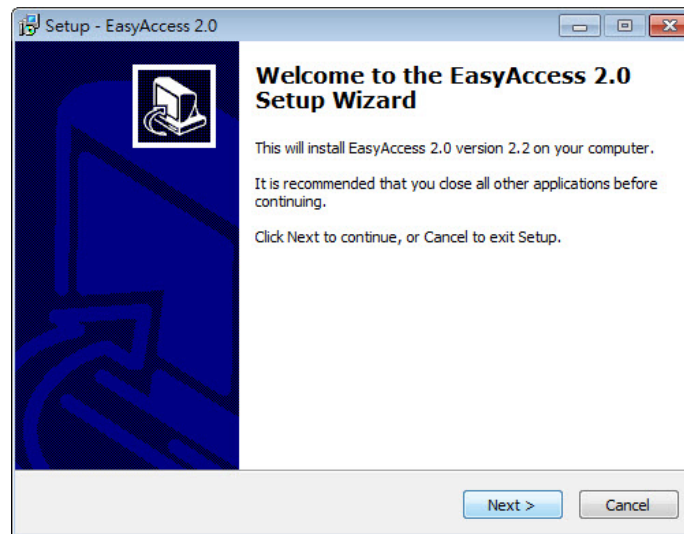 Setup - EasyAccess 2.0
Welcome to the EasyAccess 2.0
Setup Wizard
This will install EasyAccess 2.0 version 2.2 on your computer.
It is recommended that you close all other applications before
continuing.
Click Next to continue, or Cancel to exit Setup.
Next >
Cancel